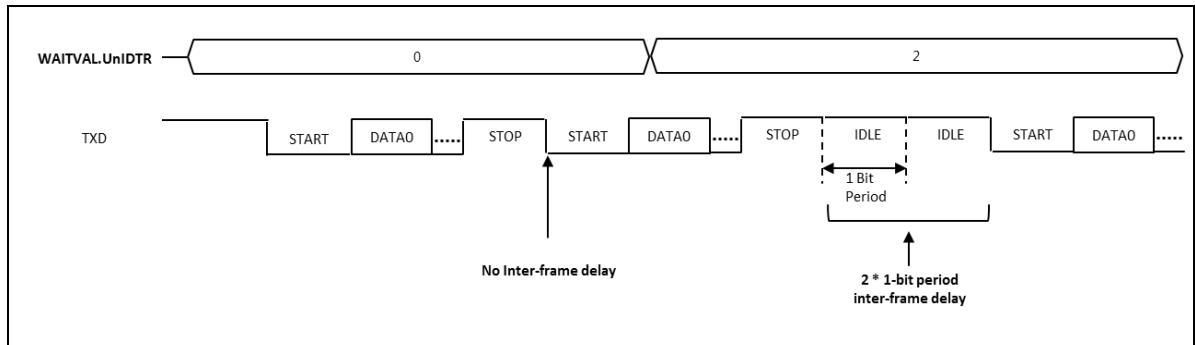 WAITVAL.UnIDTR
0
2
TXD
START
DATA0
.....
STOP
START
DATA0
.....
STOP
IDLE
IDLE
START
DATA0
.....
1 Bit
Period
No Inter-frame delay
2 * 1-bit period
inter-frame delay